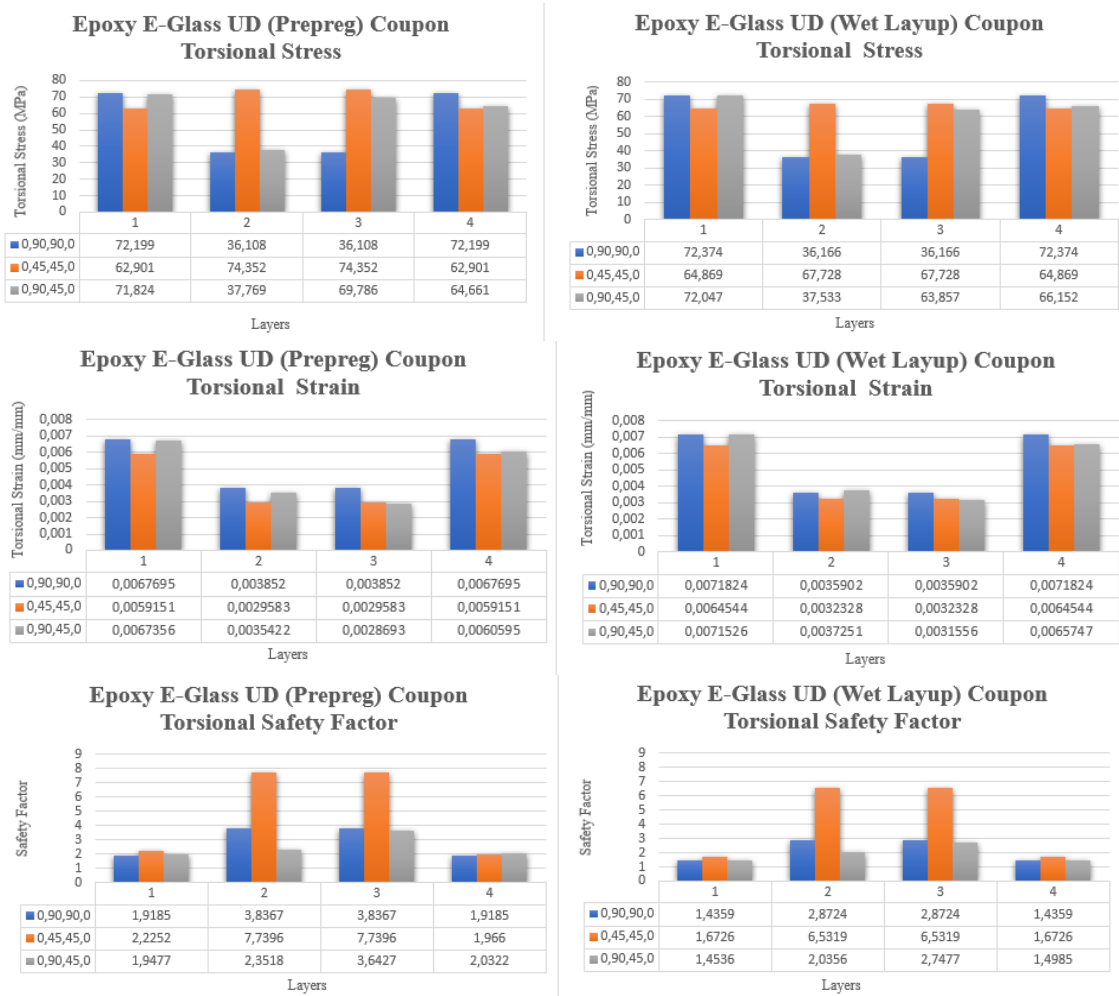 Epoxy E-Glass UD (Prepreg) Coupon
Torsional Stress
Torsional Stress (MPa)
80
70
60
50
40
30
20
10
0
1 2 3 4
0,90,90,0 72,199 36,108 36,108 72,199
0,45,45,0 62,901 74,352 74,352 62,901
0,90,45,0 71,824 37,769 69,786 64,661
Layers
Epoxy E-Glass UD (Wet Layup) Coupon
Torsional Stress
Torsional Stress (MPa)
80
70
60
50
40
30
20
10
0
1 2 3 4
0,90,90,0 72,374 36,166 36,166 72,374
0,45,45,0 64,869 67,728 67,728 64,869
0,90,45,0 72,047 37,533 63,857 66,152
Layers
Epoxy E-Glass UD (Prepreg) Coupon
Torsional Strain
Torsional Strain (mm/mm)
0,008
0,007
0,006
0,005
0,004
0,003
0,002
0,001
0
1 2 3 4
0,90,90,0 0,0067695 0,003852 0,003852 0,0067695
0,45,45,0 0,0059151 0,0029583 0,0029583 0,0059151
0,90,45,0 0,0067356 0,0035422 0,0028693 0,0060595
Layers
Epoxy E-Glass UD (Wet Layup) Coupon
Torsional Strain
Torsional Strain (mm/mm)
0,008
0,007
0,006
0,005
0,004
0,003
0,002
0,001
0
1 2 3 4
0,90,90,0 0,0071824 0,0035902 0,0035902 0,0071824
0,45,45,0 0,0064544 0,0032328 0,0032328 0,0064544
0,90,45,0 0,0071526 0,0037251 0,0031556 0,0065747
Layers
Epoxy E-Glass UD (Prepreg) Coupon
Torsional Safety Factor
Safety Factor
9
8
7
6
5
4
3
2
1
0
1 2 3 4
0,90,90,0 1,9185 3,8367 3,8367 1,9185
0,45,45,0 2,2252 7,7396 7,7396 1,966
0,90,45,0 1,9477 2,3518 3,6427 2,0322
Layers
Epoxy E-Glass UD (Wet Layup) Coupon
Torsional Safety Factor
Safety Factor
9
8
7
6
5
4
3
2
1
0
1 2 3 4
0,90,90,0 1,4359 2,8724 2,8724 1,4359
0,45,45,0 1,6726 6,5319 6,5319 1,6726
0,90,45,0 1,4536 2,0356 2,7477 1,4985
Layers